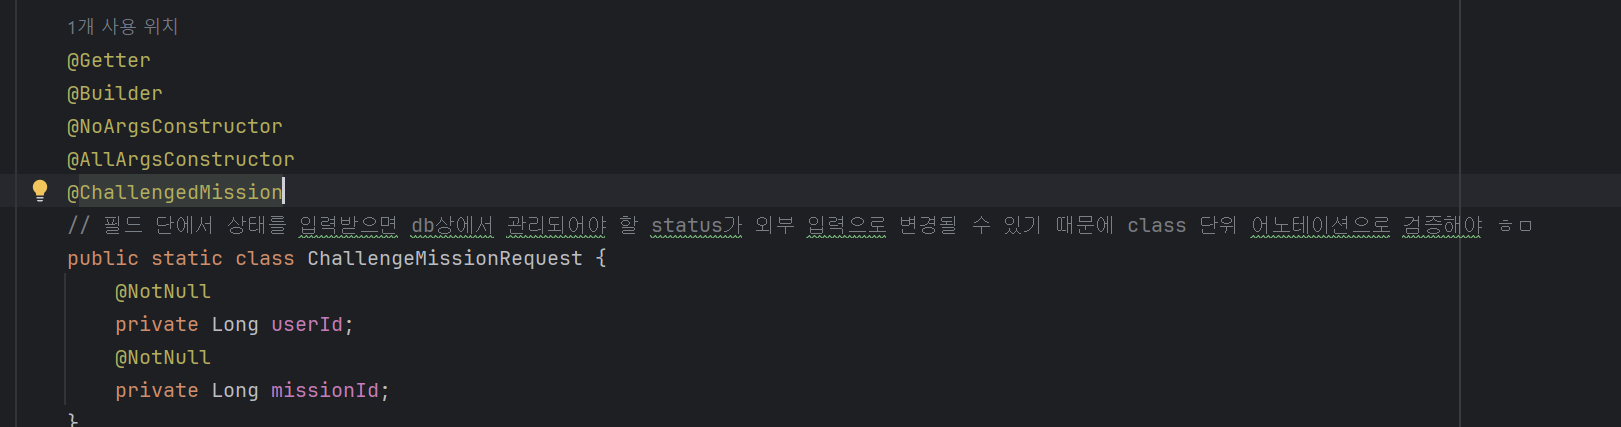 1개 사용 위치
@Getter
@Builder
@NoArgsConstructor
@AllArgsConstructor
@ChallengedMission
// 필드 단에서 상태를 입력받으면 db상에서 관리되어야 할 status가 외부 입력으로 변경될 수 있기 때문에 class 단위 어노테이션으로 검증해야 ㅎㅁ
public static class ChallengeMissionRequest {
@NotNull
private Long userId;
@NotNull
private Long missionId;
}